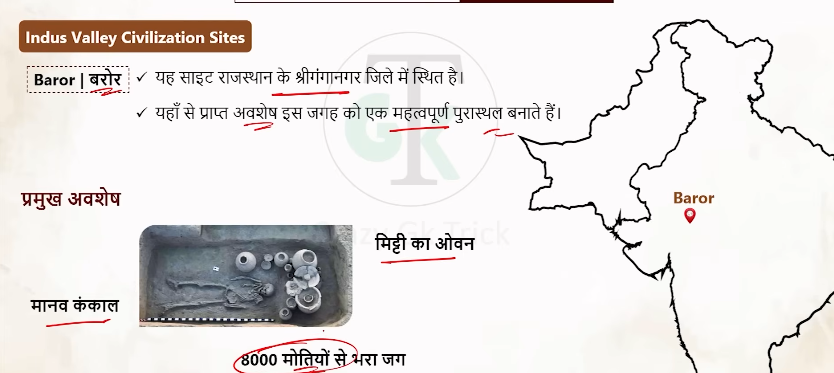 Indus Valley Civilization Sites
Baror | बरोर
✓ यह साइट राजस्थान के श्रीगंगानगर जिले में स्थित है।
✓ यहाँ से प्राप्त अवशेष इस जगह को एक महत्वपूर्ण पुरास्थल बनाते हैं।
Baror
प्रमुख अवशेष
मिट्टी का ओवन
मानव कंकाल
8000 मोतियों से भरा जग